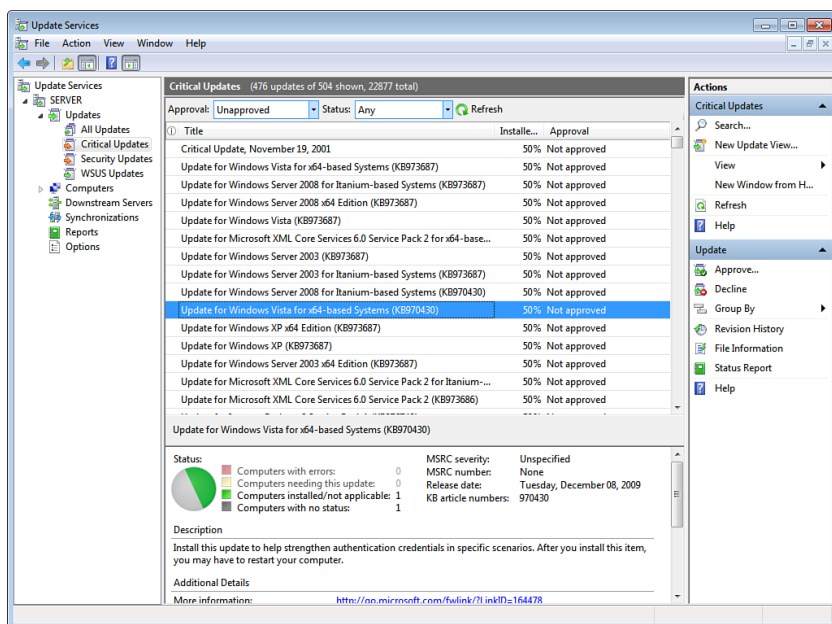 Update Services
File Action View Window Help
Update Services
SERVER
Updates
All Updates
Critical Updates
Security Updates
WSUS Updates
Computers
Downstream Servers
Synchronizations
Reports
Options
Critical Updates (476 updates of 504 shown, 22877 total)
Approval: Unapproved Status: Any Refresh
Title Installe... Approval
Critical Update, November 19, 2001 50% Not approved
Update for Windows Vista for x64-based Systems (KB973687) 50% Not approved
Update for Windows Server 2008 for Itanium-based Systems (KB973687) 50% Not approved
Update for Windows Server 2008 x64 Edition (KB973687) 50% Not approved
Update for Windows Vista (KB973687) 50% Not approved
Update for Microsoft XML Core Services 6.0 Service Pack 2 for x64-base... 50% Not approved
Update for Windows Server 2003 (KB973687) 50% Not approved
Update for Windows Server 2003 for Itanium-based Systems (KB973687) 50% Not approved
Update for Windows Server 2008 for Itanium-based Systems (KB970430) 50% Not approved
Update for Windows Vista for x64-based Systems (KB970430) 50% Not approved
Update for Windows XP x64 Edition (KB973687) 50% Not approved
Update for Windows XP (KB973687) 50% Not approved
Update for Windows Server 2003 x64 Edition (KB973687) 50% Not approved
Update for Microsoft XML Core Services 6.0 Service Pack 2 for Itanium-... 50% Not approved
Update for Microsoft XML Core Services 6.0 Service Pack 2 (KB973686) 50% Not approved
Update for Windows Vista for x64-based Systems (KB970430)
Status:
Computers with errors: 0
Computers needing this update: 0
Computers installed/not applicable: 1
Computers with no status: 1
MSRC severity: Unspecified
MSRC number: None
Release date: Tuesday, December 08, 2009
KB article numbers: 970430
Description
Install this update to help strengthen authentication credentials in specific scenarios. After you install this item,
you may have to restart your computer.
Additional Details
More information: http://go.microsoft.com/fwlink/?LinkID=164478
Actions
Critical Updates
Search...
New Update View...
View
New Window from H...
Refresh
Help
Update
Approve...
Decline
Group By
Revision History
File Information
Status Report
Help